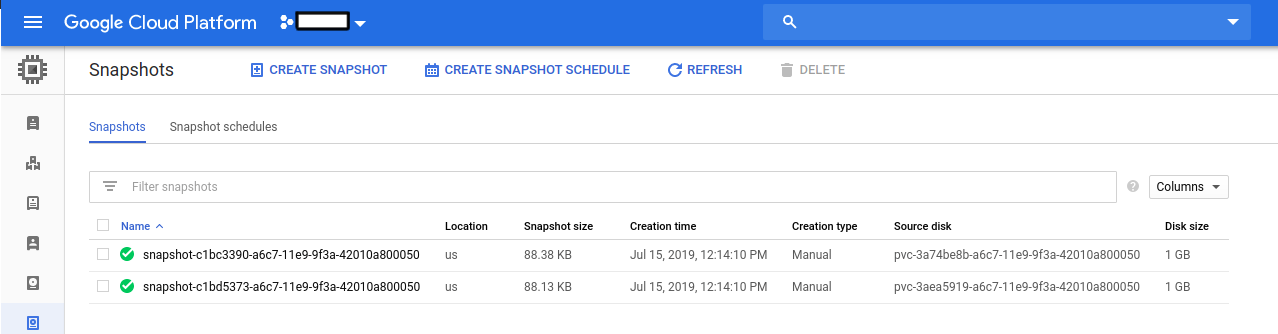 Google Cloud Platform
Snapshots CREATE SNAPSHOT CREATE SNAPSHOT SCHEDULE REFRESH DELETE
Snapshots Snapshot schedules
Filter snapshots ? Columns
Name Location Snapshot size Creation time Creation type Source disk Disk size
snapshot-c1bc3390-a6c7-11e9-9f3a-42010a800050 us 88.38 KB Jul 15, 2019, 12:14:10 PM Manual pvc-3a74be8b-a6c7-11e9-9f3a-42010a800050 1 GB
snapshot-c1bd5373-a6c7-11e9-9f3a-42010a800050 us 88.13 KB Jul 15, 2019, 12:14:10 PM Manual pvc-3aea5919-a6c7-11e9-9f3a-42010a800050 1 GB